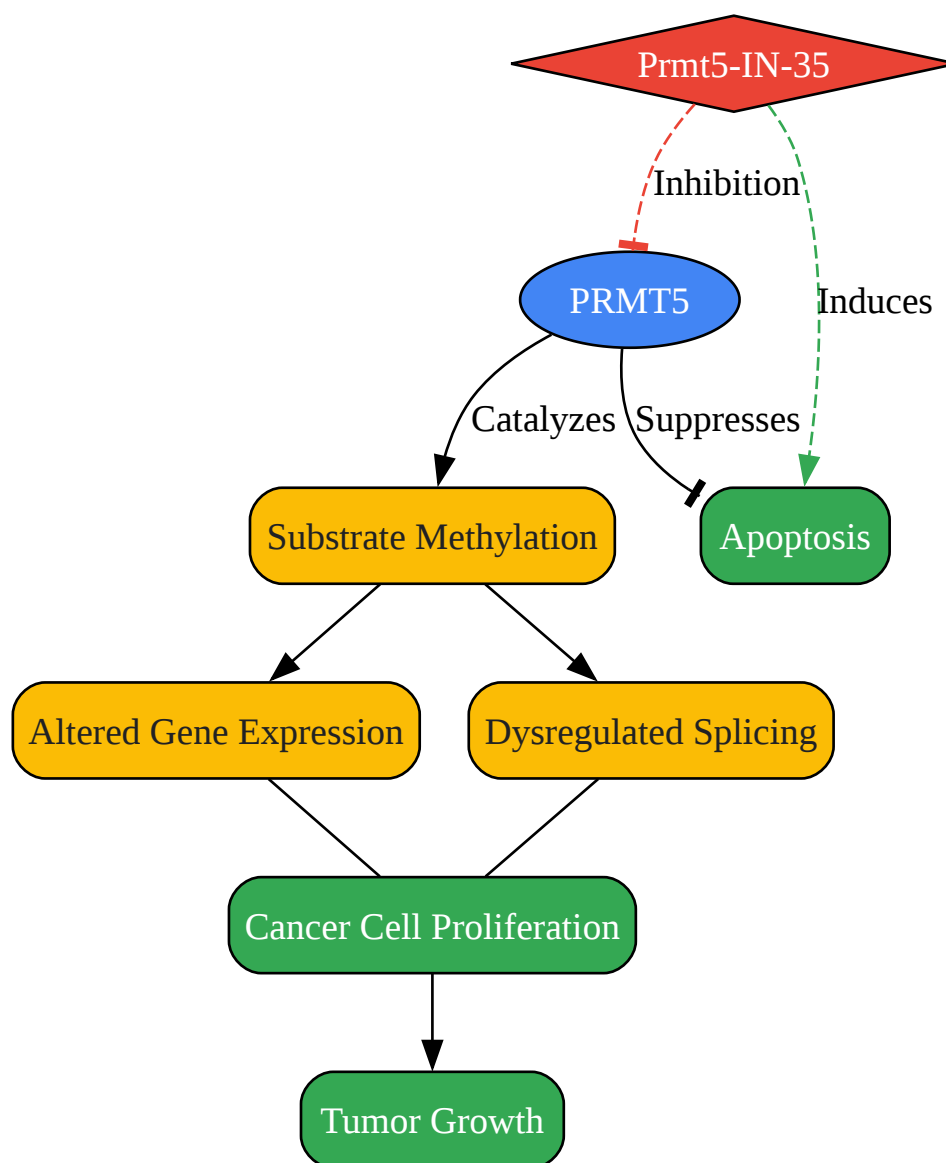 Prmt5-IN-35
Inhibition
PRMT5
Induces
Catalyzes
Suppresses
Substrate Methylation
Apoptosis
Altered Gene Expression
Dysregulated Splicing
Cancer Cell Proliferation
Tumor Growth